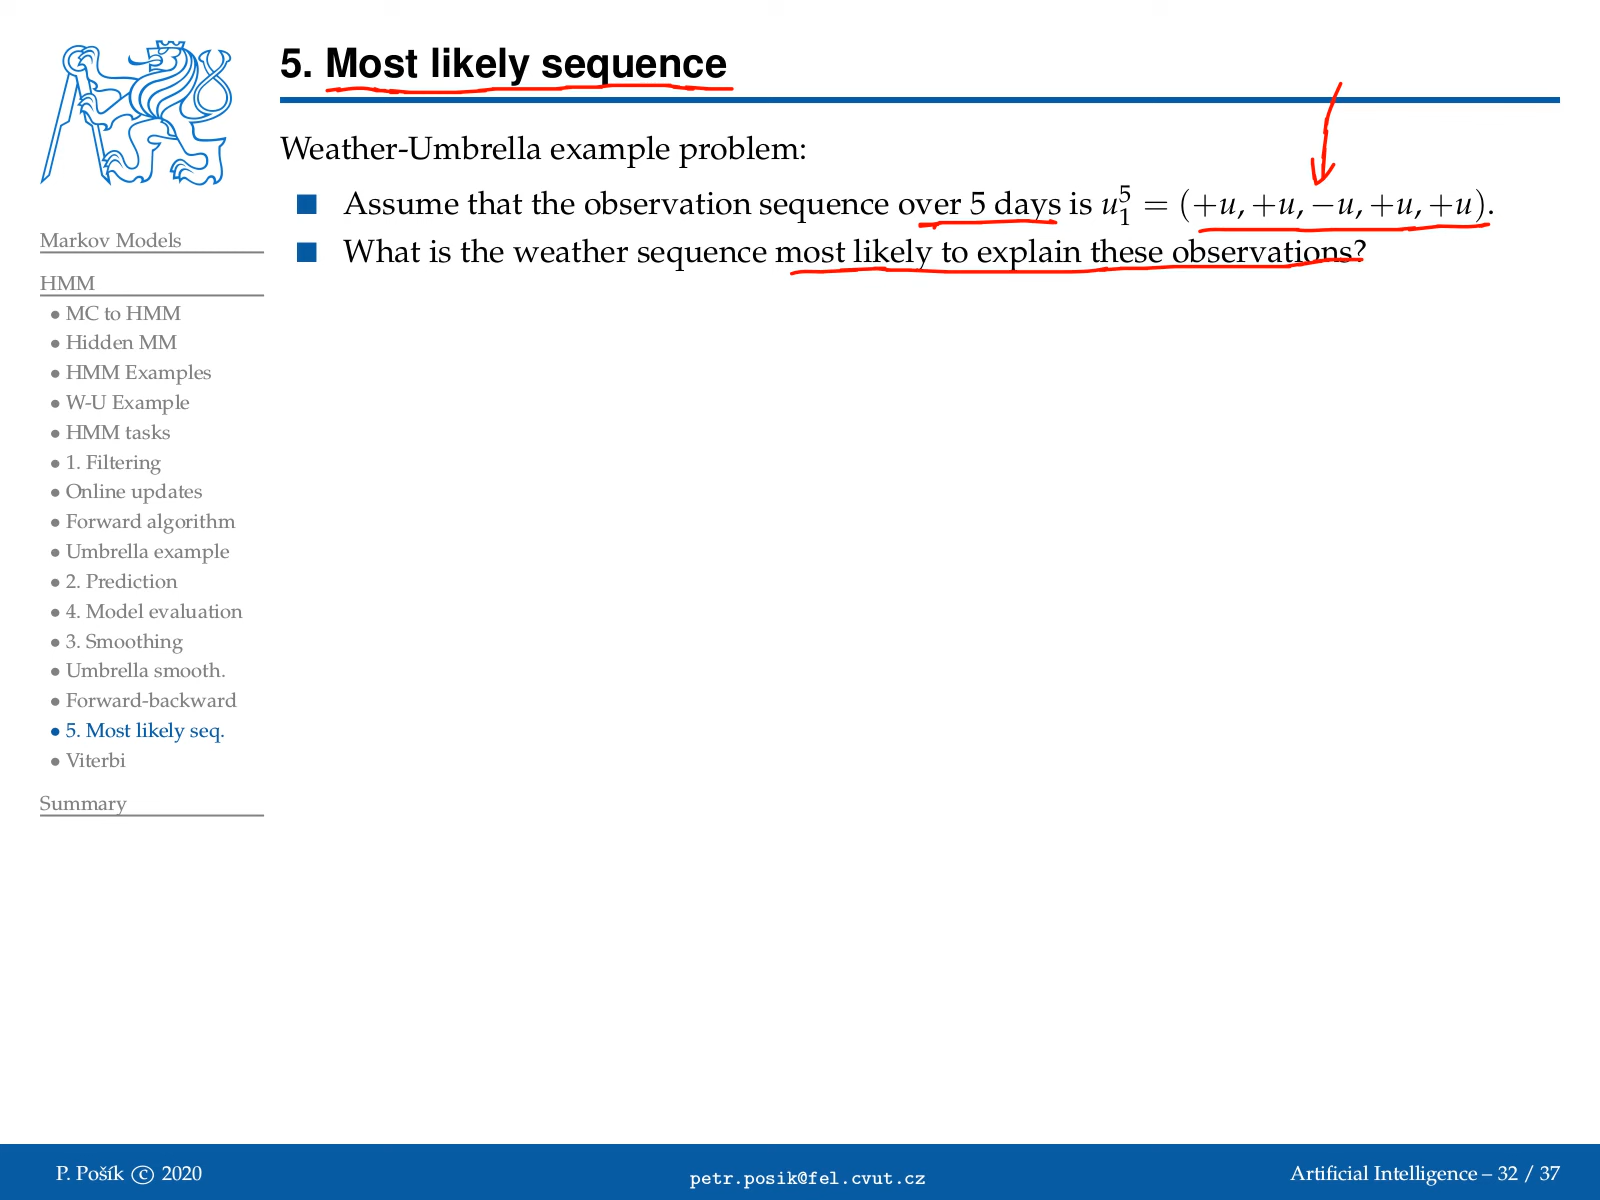 5. Most likely sequence
Weather-Umbrella example problem:
■ Assume that the observation sequence over 5 days is u₁⁵ = (+u, +u, −u, +u, +u).
■ What is the weather sequence most likely to explain these observations?
Markov Models
HMM
• MC to HMM
• Hidden MM
• HMM Examples
• W-U Example
• HMM tasks
• 1. Filtering
• Online updates
• Forward algorithm
• Umbrella example
• 2. Prediction
• 4. Model evaluation
• 3. Smoothing
• Umbrella smooth.
• Forward-backward
• 5. Most likely seq.
• Viterbi
Summary
P. Pošík © 2020
petr.posik@fel.cvut.cz
Artificial Intelligence – 32 / 37